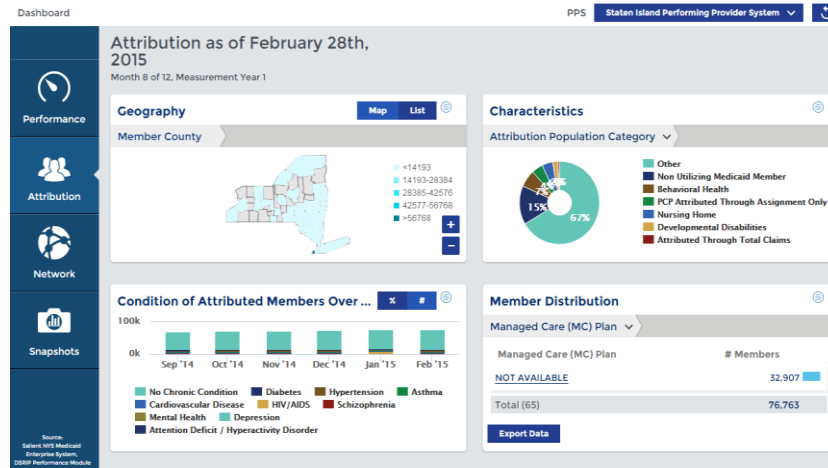 Dashboard
PPS
Staten Island Performing Provider System
Attribution as of February 28th,
2015
Month 8 of 12, Measurement Year 1
Performance
Attribution
Network
Snapshots
Source:
Salient NYS Medicaid
Enterprise System,
DSRIP Performance Module
Geography
Map
List
Member County
<14193
14193-28384
28385-42576
42577-56768
>56768
+
−
Characteristics
Attribution Population Category
67%
15%
7%
Other
Non Utilizing Medicaid Member
Behavioral Health
PCP Attributed Through Assignment Only
Nursing Home
Developmental Disabilities
Attributed Through Total Claims
Condition of Attributed Members Over ...
%
#
100k
0k
Sep '14 Oct '14 Nov '14 Dec '14 Jan '15 Feb '15
No Chronic Condition Diabetes Hypertension Asthma
Cardiovascular Disease HIV/AIDS Schizophrenia
Mental Health Depression
Attention Deficit / Hyperactivity Disorder
Member Distribution
Managed Care (MC) Plan
Managed Care (MC) Plan # Members
NOT AVAILABLE 32,907
Total (65) 76,763
Export Data